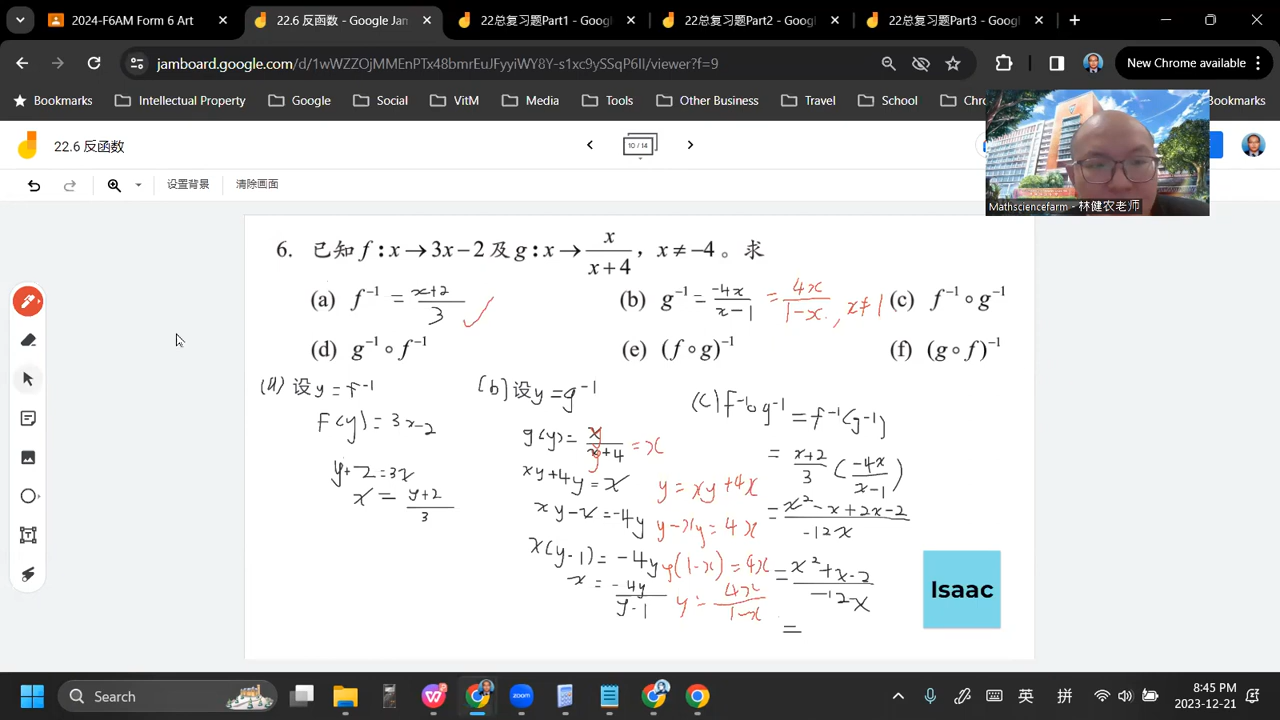 2024-F6AM Form 6 Art
22.6 反函数 - Google Jam
22总复习题Part1 - Googl
22总复习题Part2 - Googl
22总复习题Part3 - Googl
jamboard.google.com/d/1wWZZOjMMEnPTx48bmrEuJFyyiWY8Y-s1xc9ySSqP6lI/viewer?f=9
New Chrome available
Bookmarks Intellectual Property Google Social VitM Media Tools Other Business Travel School Chr Bookmarks
22.6 反函数
10 / 14
设置背景 清除画面
Mathsciencefarm - 林健农老师
6. 已知 f : x → 3x − 2 及 g : x → x/(x+4), x ≠ −4 。求
(a) f⁻¹ = (x+2)/3 ✓ (b) g⁻¹ = −4x/(x−1) = 4x/(1−x), x≠1 (c) f⁻¹ ∘ g⁻¹
(d) g⁻¹ ∘ f⁻¹ (e) (f ∘ g)⁻¹ (f) (g ∘ f)⁻¹
(a) 设 y = f⁻¹
f(y) = 3x−2
y+2 = 3x
x = (y+2)/3
(b) 设 y = g⁻¹
g(y) = x/(x+4) = x
xy+4y = x
xy−x = −4y
x(y−1) = −4y
x = −4y/(y−1)
y = xy+4x
y−xy = 4x
y(1−x) = 4x
y = 4x/(1−x)
(c) f⁻¹∘g⁻¹ = f⁻¹(g⁻¹)
= (x+2)/3 (−4x/(x−1))
= (x²−x+2x−2)/(−12x)
= (x²+x−2)/(−12x)
=
Isaac
Search
英 拼
8:45 PM
2023-12-21